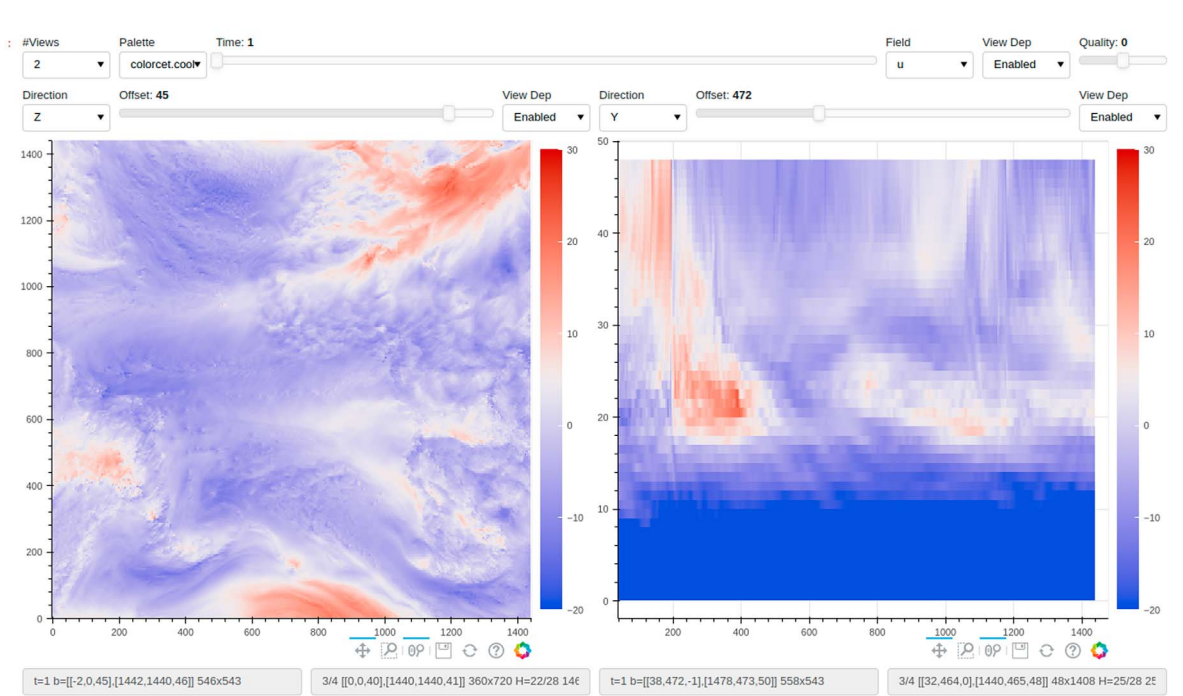 : #Views Palette Time: 1 Field View Dep Quality: 0
2 colorcet.cool u Enabled
Direction Offset: 45 View Dep Direction Offset: 472 View Dep
Z Enabled Y Enabled
1400
1200
1000
800
600
400
200
0
0 200 400 600 800 1000 1200 1400
30
20
10
0
−10
−20
50
40
30
20
10
0
200 400 600 800 1000 1200 1400
30
20
10
0
−10
−20
t=1 b=[[-2,0,45],[1442,1440,46]] 546x543
3/4 [[0,0,40],[1440,1440,41]] 360x720 H=22/28 146
t=1 b=[[38,472,-1],[1478,473,50]] 558x543
3/4 [[32,464,0],[1440,465,48]] 48x1408 H=25/28 25